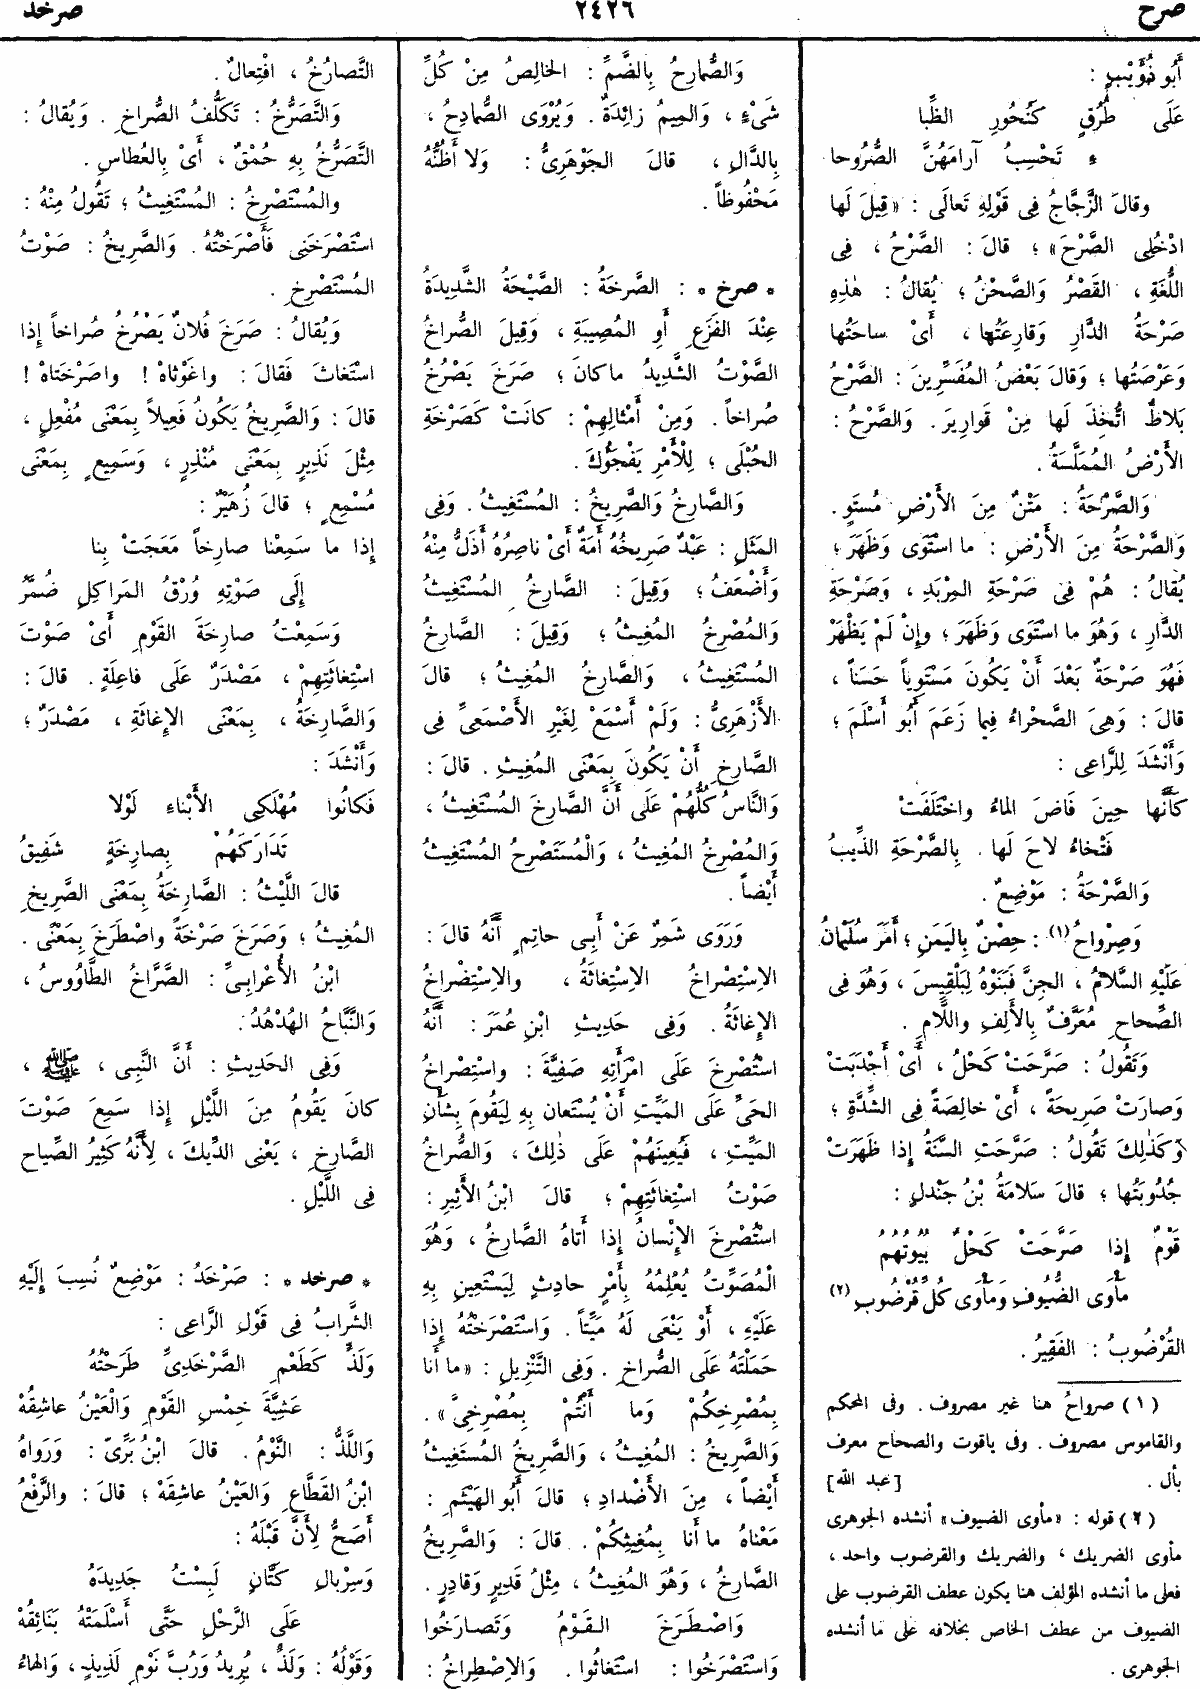 صرح
٢٤٢٦
صرخد
أَبُو ذُؤَيْبٍ :
عَلَى طُرُقٍ كَنُحُورِ الظِّبا
ءِ تَحْسِبُ آرامَهُنَّ الصُّرُوحا
وقالَ الزَّجَّاجُ فِى قَوْلِهِ تَعالَى : «قِيلَ لَها
ادْخُلِى الصَّرْحَ» ؛ قالَ : الصَّرْحُ ، فِى
اللُّغَةِ ، القَصْرُ وَالصَّحْنُ ؛ يُقالُ : هٰذِهِ
صَرْحَةُ الدَّارِ وَقارِعَتُها ، أَىْ ساحَتُها
وَعَرْصَتُها ؛ وَقالَ بَعْضُ المُفَسِّرِينَ : الصَّرْحُ
بَلاطٌ اتُّخِذَ لَها مِنْ قَوارِيرَ . وَالصَّرْحُ :
الأَرْضُ المُمَلَّسَةُ .
وَالصَّرْحَةُ : مَتْنٌ مِنَ الأَرْضِ مُسْتَوٍ .
وَالصَّرْحَةُ مِنَ الأَرْضِ : ما اسْتَوَى وَظَهَرَ ؛
يُقالُ : هُمْ فِى صَرْحَةِ المِرْبَدِ ، وَصَرْحَةِ
الدَّارِ ، وَهُوَ ما اسْتَوَى وَظَهَرَ ؛ وإِنْ لَمْ يَظْهَرْ
فَهُوَ صَرْحَةٌ بَعْدَ أَنْ يَكُونَ مُسْتَوِياً حَسَناً ،
قالَ : وَهِىَ الصَّحْراءُ فِيما زَعَمَ أَبُو أَسْلَمَ ؛
وَأَنْشَدَ لِلرَّاعِى :
كَأَنَّها حِينَ فَاضَ الماءُ واخْتَلَفَتْ
فَتْخاءُ لاحَ لَها . بِالصَّرْحَةِ الذِّيبُ
وَالصَّرْحَةُ : مَوْضِعٌ .
وَصِرْواحُ (١) : حِصْنٌ بِاليَمَنِ ؛ أَمَرَ سُلَيْمانُ
عَلَيْهِ السَّلامُ ، الجِنَّ فَبَنَوْهُ لِبَلْقِيسَ ، وَهُوَ فِى
الصِّحاحِ مُعَرَّفٌ بِالأَلِفِ واللَّامِ .
وَتَقُولُ : صَرَّحَتْ كَحْلُ ، أَىْ أَجْدَبَتْ
وَصارَتْ صَرِيحَةً ، أَىْ خالِصَةً فِى الشِّدَّةِ ؛
وَكَذٰلِكَ تَقُولُ : صَرَّحَتِ السَّنَةُ إِذا ظَهَرَتْ
جُدُوبَتُها ؛ قالَ سَلامَةُ بْنُ جَنْدَلٍ :
قَوْمٌ إِذا صَرَّحَتْ كَحْلٌ بُيُوتُهُمُ
مَأْوَى الضُّيُوفِ وَمَأْوَى كُلِّ قُرْضُوبِ (٢)
القُرْضُوبُ : الفَقِيرُ .
(١) صرواحُ هنا غير مصروف . وفى المحكم
والقاموس مصروف . وفى ياقوت والصحاح معرف
بأل . [عبد الله]
(٢) قوله : «مأوى الضيوف» أنشده الجوهرى
مأوى الضريك ، والضريك والقرضوب واحد ،
فعلى ما أنشده المؤلف هنا يكون عطف القرضوب على
الضيوف من عطف الخاص بخلافه على ما أنشده
الجوهرى .
وَالصُّمارِحُ بِالضَّمِّ : الخالِصُ مِنْ كُلِّ
شَىْءٍ ، وَالمِيمُ زائِدَةٌ . وَيُرْوَى الصُّمادِحُ ،
بِالدَّالِ ، قالَ الجَوْهَرِىُّ : وَلا أَظُنُّهُ
مَحْفُوظاً .
* صرخ * : الصَّرخَةُ : الصَّيْحَةُ الشَّدِيدَةُ
عِنْدَ الفَزَعِ أَوِ المُصِيبَةِ ، وَقِيلَ الصُّراخُ
الصَّوْتُ الشَّدِيدُ ما كانَ ؛ صَرَخَ يَصْرُخُ
صُراخاً . وَمِنْ أَمْثالِهِمْ : كانَتْ كَصَرْخَةِ
الحُبْلَى ؛ لِلْأَمْرِ يَفْجَؤُكَ .
وَالصَّارِخُ وَالصَّرِيخُ : المُسْتَغِيثُ . وَفِى
المَثَلِ : عَبْدٌ صَرِيخُهُ أَمَةٌ أَىْ ناصِرُهُ أَذَلُّ مِنْهُ
وَأَضْعَفُ ؛ وَقِيلَ : الصَّارِخُ المُسْتَغِيثُ
وَالمُصْرِخُ المُغِيثُ ؛ وَقِيلَ : الصَّارِخُ
المُسْتَغِيثُ ، وَالصَّارِخُ المُغِيثُ ؛ قالَ
الأَزْهَرِىُّ : وَلَمْ أَسْمَعْ لِغَيْرِ الأَصْمَعِىِّ فِى
الصَّارِخِ أَنْ يَكُونَ بِمَعْنَى المُغِيثِ . قالَ :
وَالنَّاسُ كُلُّهُمْ عَلَى أَنَّ الصَّارِخَ المُسْتَغِيثُ ،
وَالمُصْرِخُ المُغِيثُ ، وَالْمُسْتَصْرِخُ المُسْتَغِيثُ
أَيْضاً .
وَرَوَى شَمِرٌ عَنْ أَبِى حاتِمٍ أَنَّهُ قالَ :
الاِسْتِصْراخُ الاِسْتِغاثَةُ ، والاِسْتِصْراخُ
الإِغاثَةُ . وَفِى حَدِيثِ ابْنِ عُمَرَ : أَنَّهُ
اسْتُصْرِخَ عَلَى امْرَأَتِهِ صَفِيَّةَ : واسْتِصْراخُ
الحَىِّ عَلَى المَيِّتِ أَنْ يُسْتَعانَ بِهِ لِيَقُومَ بِشَأْنِ
المَيِّتِ ، فَيُعِينَهُمْ عَلَى ذٰلِكَ ، وَالصُّراخُ
صَوْتُ اسْتِغاثَتِهِمْ ؛ قالَ ابْنُ الأَثِيرِ :
اسْتُصْرِخَ الإِنْسانُ إِذا أَتاهُ الصَّارِخُ ، وَهُوَ
الْمُصَوِّتُ يُعْلِمُهُ بِأَمْرٍ حادِثٍ لِيَسْتَعِينَ بِهِ
عَلَيْهِ ، أَوْ يَنْعَى لَهُ مَيِّتاً . وَاسْتَصْرَخْتُهُ إِذا
حَمَلْتَهُ عَلَى الصُّراخِ . وَفِى التَّنْزِيلِ : «ما أَنا
بِمُصْرِخِكُمْ وَما أَنْتُمْ بِمُصْرِخِىَّ» .
وَالصَّرِيخُ : المُغِيثُ ، وَالصَّرِيخُ المُسْتَغِيثُ
أَيْضاً ، مِنَ الأَضْدادِ ؛ قالَ أَبُو الهَيْثَمِ :
مَعْناهُ ما أَنا بِمُغِيثِكُمْ . قالَ : وَالصَّرِيخُ
الصَّارِخُ ، وَهُوَ المُغِيثُ ، مِثْلُ قَدِيرٍ وَقادِرٍ .
وَاصْطَرَخَ القَوْمُ وَتَصارَخُوا
وَاسْتَصْرَخُوا : اسْتَغاثُوا . وَالاِصْطِراخُ :
التَّصارُخُ ، افْتِعالٌ .
وَالتَّصَرُّخُ : تَكَلُّفُ الصُّراخِ . وَيُقالُ :
التَّصَرُّخُ بِهِ حُمْقٌ ، أَىْ بِالعُطاسِ .
والمُسْتَصْرِخُ : المُسْتَغِيثُ ؛ تَقُولُ مِنْهُ :
اسْتَصْرَخَنِى فَأَصْرَخْتُهُ . وَالصَّرِيخُ : صَوْتُ
المُسْتَصْرِخِ .
وَيُقالُ : صَرَخَ فُلانٌ يَصْرُخُ صُراخاً إِذا
اسْتَغاثَ فَقالَ : واغَوْثاهْ ! واصَرْخَتاهْ !
قالَ : وَالصَّرِيخُ يَكُونُ فَعِيلاً بِمَعْنَى مُفْعِلٍ ،
مِثْلَ نَذِيرٍ بِمَعْنَى مُنْذِرٍ ، وَسَمِيعٍ بِمَعْنَى
مُسْمِعٍ ؛ قالَ زُهَيْرٌ :
إِذا ما سَمِعْنا صارِخاً مَعَجَتْ بِنا
إِلَى صَوْتِهِ وُرْقُ المَراكِلِ ضُمَّرُ
وَسَمِعْتُ صارِخَةَ القَوْمِ أَىْ صَوْتَ
اسْتِغاثَتِهِمْ ، مَصْدَرٌ عَلَى فاعِلَةٍ . قالَ :
وَالصَّارِخَةُ ، بِمَعْنَى الإِغاثَةِ ، مَصْدَرٌ ؛
وَأَنْشَدَ :
فَكانُوا مُهْلَكِى الأَبْناءِ لَوْلا
تَدَارَكَهُمْ بِصارِخَةٍ شَفِيقُ
قالَ اللَّيْثُ : الصَّارِخَةُ بِمَعْنَى الصَّرِيخِ
المُغِيثُ ؛ وَصَرَخَ صَرْخَةً واصْطَرَخَ بِمَعْنًى .
ابْنُ الأَعْرابِىِّ : الصَّرَّاخُ الطَّاوُوسُ ،
وَالنَّبَّاحُ الهُدْهُدُ .
وَفِى الحَدِيثِ : أَنَّ النَّبِى ، ﷺ ،
كانَ يَقُومُ مِنَ اللَّيْلِ إِذا سَمِعَ صَوْتَ
الصَّارِخِ ، يَعْنِى الدِّيكَ ، لِأَنَّهُ كَثِيرُ الصِّياحِ
فِى اللَّيْلِ .
* صرخد * : صَرْخَدُ : مَوْضِعٌ نُسِبَ إِلَيْهِ
الشَّرابُ فِى قَوْلِ الرَّاعِى :
وَلَذٍّ كَطَعْمِ الصَّرْخَدِىِّ طَرَحْتُهُ
عَشِيَّةَ خِمْسِ القَوْمِ وَالْعَيْنُ عاشِقُهْ
وَاللَّذُّ : النَّوْمُ . قالَ ابْنُ بَرِّىّ : وَرَواهُ
ابْنُ القَطَّاعِ وَالعَيْنُ عاشِقَهْ ؛ قالَ : والرَّفْعُ
أَصَحُّ لِأَنَّ قَبْلَهُ :
وَسِرْبالِ كَتَّانٍ لَبِسْتُ جَدِيدَهُ
عَلَى الرَّحْلِ حَتَّى أَسْلَمَتْهُ بَنَائِقُهْ
وَقَوْلُهُ : وَلَذٍّ ، يُرِيدُ وَرُبَّ نَوْمٍ لَذِيذٍ ، وَالهاءُ